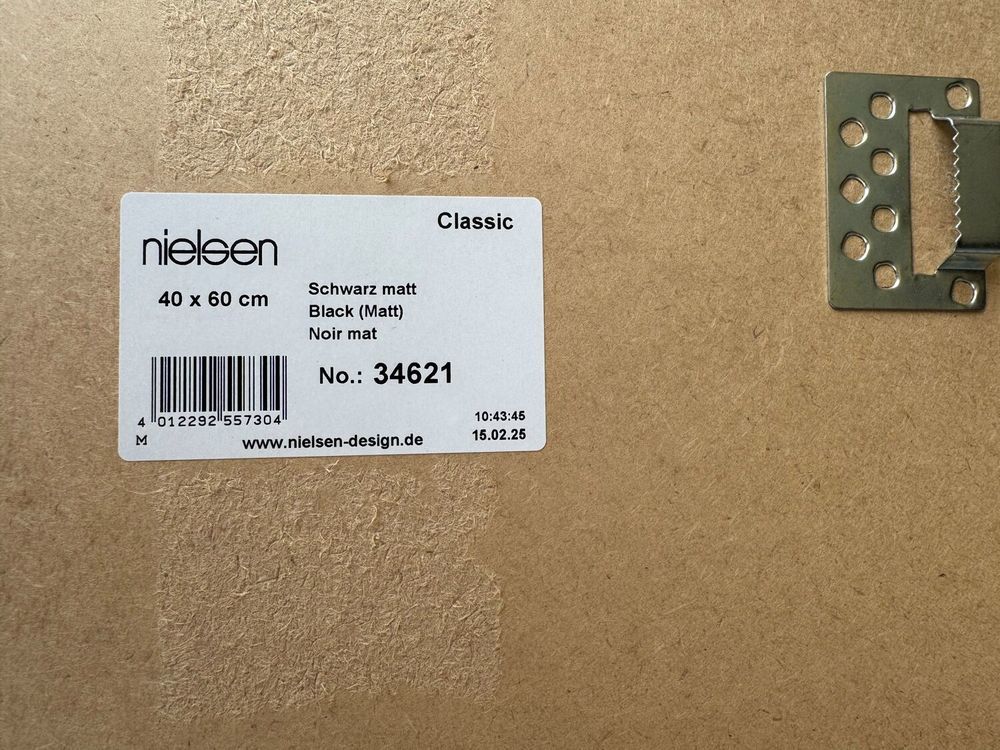 Classic
nielsen
40 x 60 cm
Schwarz matt
Black (Matt)
Noir mat
No.: 34621
4 012292 557304
M
www.nielsen-design.de
10:43:45
15.02.25